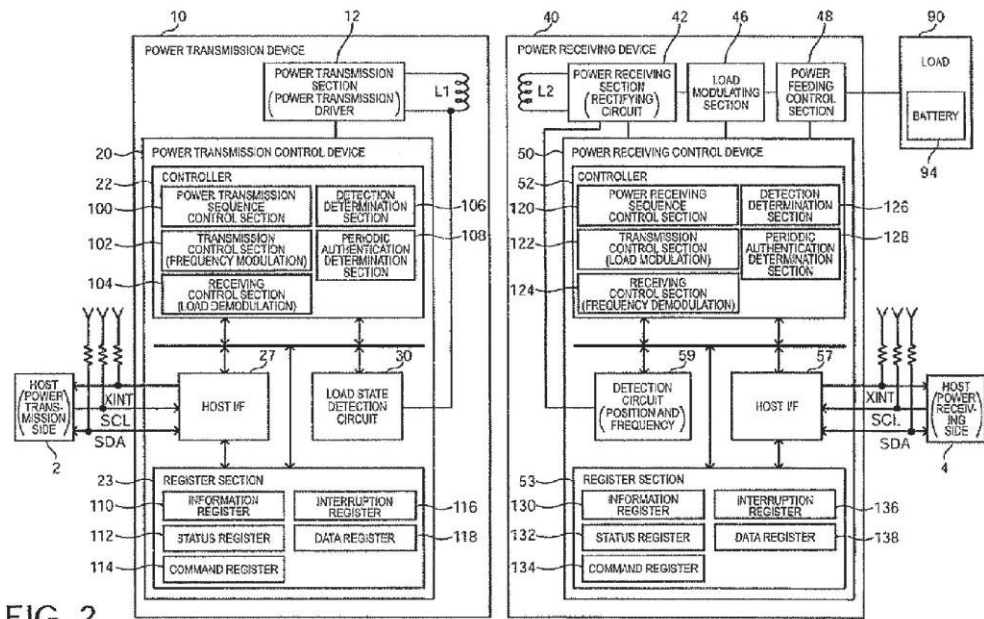 10
12
40
42
46
48
90
POWER TRANSMISSION DEVICE
POWER TRANSMISSION
SECTION
(POWER TRANSMISSION
DRIVER)
L1
POWER RECEIVING DEVICE
L2
POWER RECEIVING
SECTION
(RECTIFYING
CIRCUIT)
LOAD
MODULATING
SECTION
POWER
FEEDING
CONTROL
SECTION
LOAD
BATTERY
94
20
POWER TRANSMISSION CONTROL DEVICE
22
CONTROLLER
100
POWER TRANSMISSION
SEQUENCE
CONTROL SECTION
DETECTION
DETERMINATION
SECTION
106
102
TRANSMISSION
CONTROL SECTION
(FREQUENCY MODULATION)
PERIODIC
AUTHENTICATION
DETERMINATION
SECTION
108
104
RECEIVING
CONTROL SECTION
(LOAD DEMODULATION)
50
POWER RECEIVING CONTROL DEVICE
52
CONTROLLER
120
POWER RECEIVING
SEQUENCE
CONTROL SECTION
DETECTION
DETERMINATION
SECTION
126
122
TRANSMISSION
CONTROL SECTION
(LOAD MODULATION)
PERIODIC
AUTHENTICATION
DETERMINATION
SECTION
128
124
RECEIVING
CONTROL SECTION
(FREQUENCY DEMODULATION)
HOST
(POWER
TRANS-
MISSION
SIDE)
2
XINT
SCL
SDA
27
HOST I/F
30
LOAD STATE
DETECTION
CIRCUIT
59
DETECTION
CIRCUIT
(POSITION AND
FREQUENCY)
57
HOST I/F
XINT
SCL
SDA
HOST
(POWER
RECEIV-
ING SIDE)
4
23
REGISTER SECTION
110
INFORMATION
REGISTER
INTERRUPTION
REGISTER
116
112
STATUS REGISTER
DATA REGISTER
118
114
COMMAND REGISTER
53
REGISTER SECTION
130
INFORMATION
REGISTER
INTERRUPTION
REGISTER
136
132
STATUS REGISTER
DATA REGISTER
138
134
COMMAND REGISTER
FIG. 2